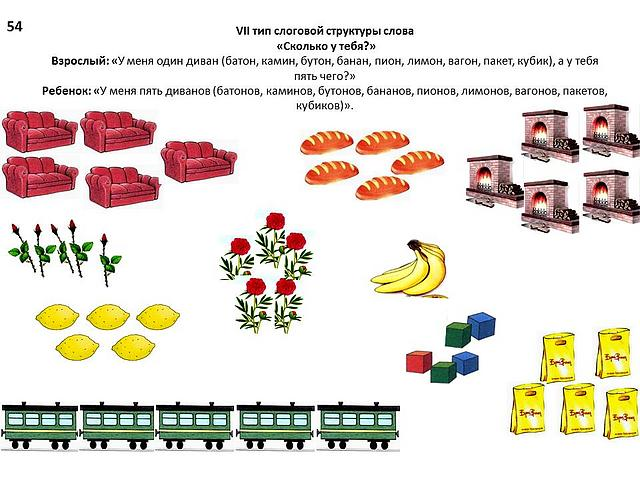 54
VII тип слоговой структуры слова
«Сколько у тебя?»
Взрослый: «У меня один диван (батон, камин, бутон, банан, пион, лимон, вагон, пакет, кубик), а у тебя
пять чего?»
Ребенок: «У меня пять диванов (батонов, каминов, бутонов, бананов, пионов, лимонов, вагонов, пакетов,
кубиков)».